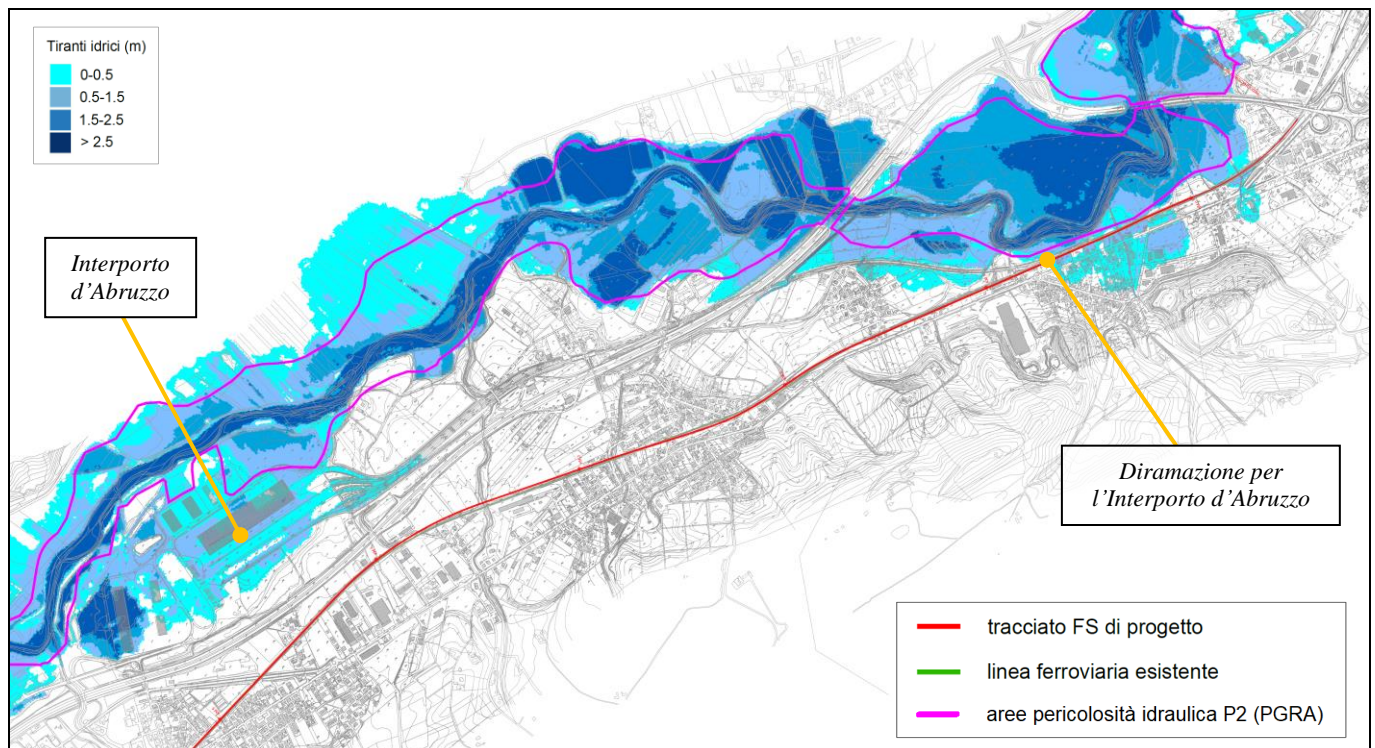 Tiranti idrici (m)
0-0.5
0.5-1.5
1.5-2.5
> 2.5
Interporto
d'Abruzzo
Diramazione per
l'Interporto d'Abruzzo
tracciato FS di progetto
linea ferroviaria esistente
aree pericolosità idraulica P2 (PGRA)